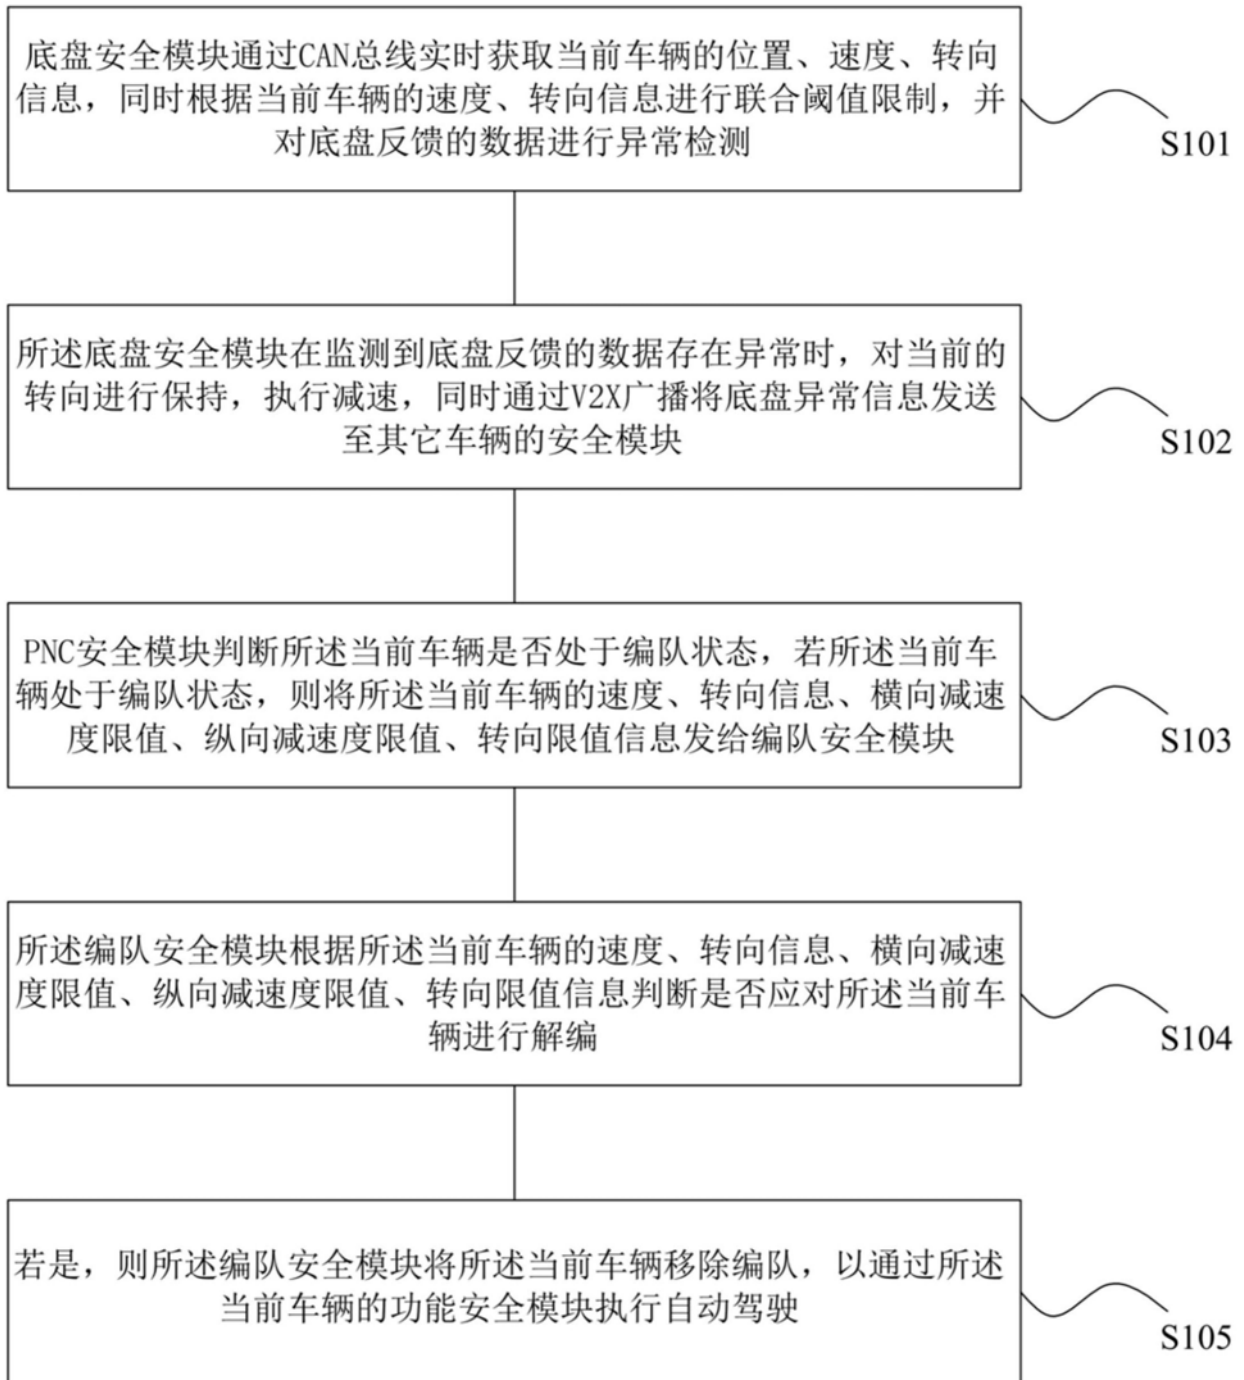 底盘安全模块通过CAN总线实时获取当前车辆的位置、速度、转向
信息，同时根据当前车辆的速度、转向信息进行联合阈值限制，并
对底盘反馈的数据进行异常检测
S101
所述底盘安全模块在监测到底盘反馈的数据存在异常时，对当前的
转向进行保持，执行减速，同时通过V2X广播将底盘异常信息发送
至其它车辆的安全模块
S102
PNC安全模块判断所述当前车辆是否处于编队状态，若所述当前车
辆处于编队状态，则将所述当前车辆的速度、转向信息、横向减速
度限值、纵向减速度限值、转向限值信息发给编队安全模块
S103
所述编队安全模块根据所述当前车辆的速度、转向信息、横向减速
度限值、纵向减速度限值、转向限值信息判断是否应对所述当前车
辆进行解编
S104
若是，则所述编队安全模块将所述当前车辆移除编队，以通过所述
当前车辆的功能安全模块执行自动驾驶
S105